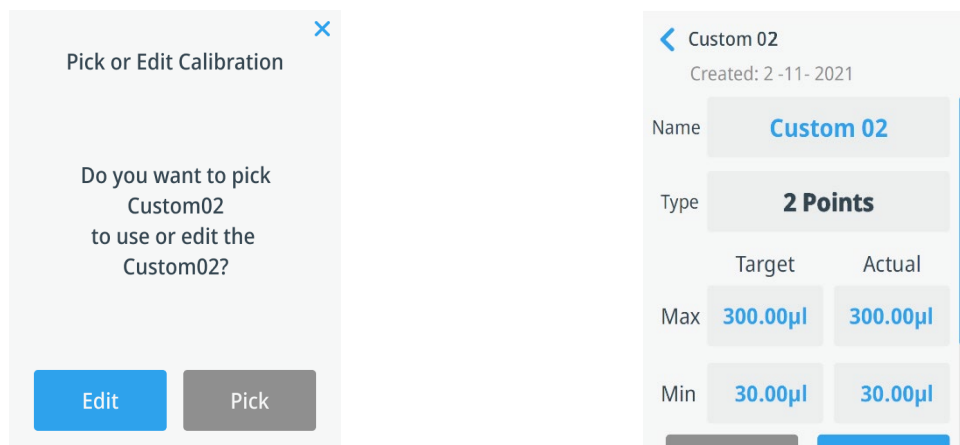 ×
Pick or Edit Calibration
Do you want to pick
Custom02
to use or edit the
Custom02?
Edit Pick
Custom 02
Created: 2 -11- 2021
Name Custom 02
Type 2 Points
Target Actual
Max 300.00µl 300.00µl
Min 30.00µl 30.00µl